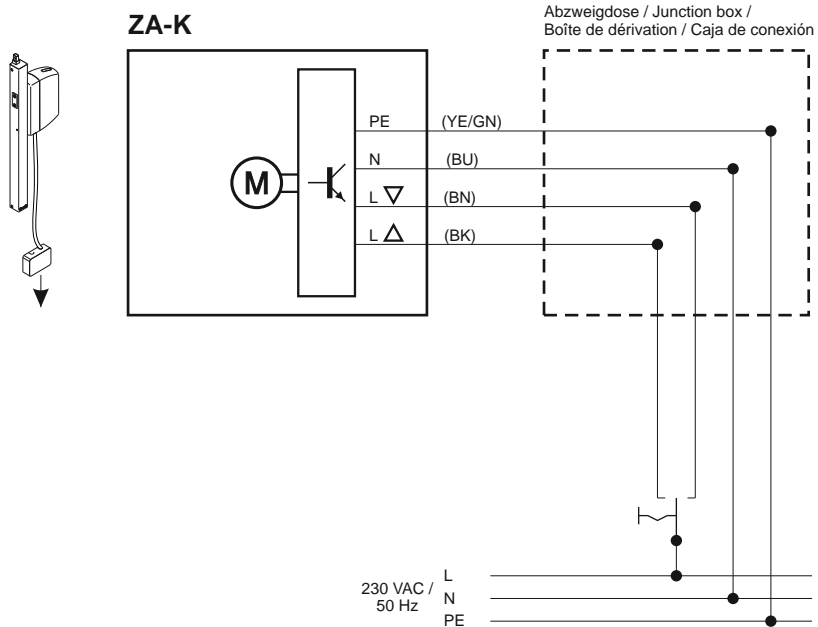 ZA-K
Abzweigdose / Junction box /
Boîte de dérivation / Caja de conexión
PE (YE/GN)
N (BU)
M
L ▽ (BN)
L △ (BK)
230 VAC /
50 Hz
L
N
PE